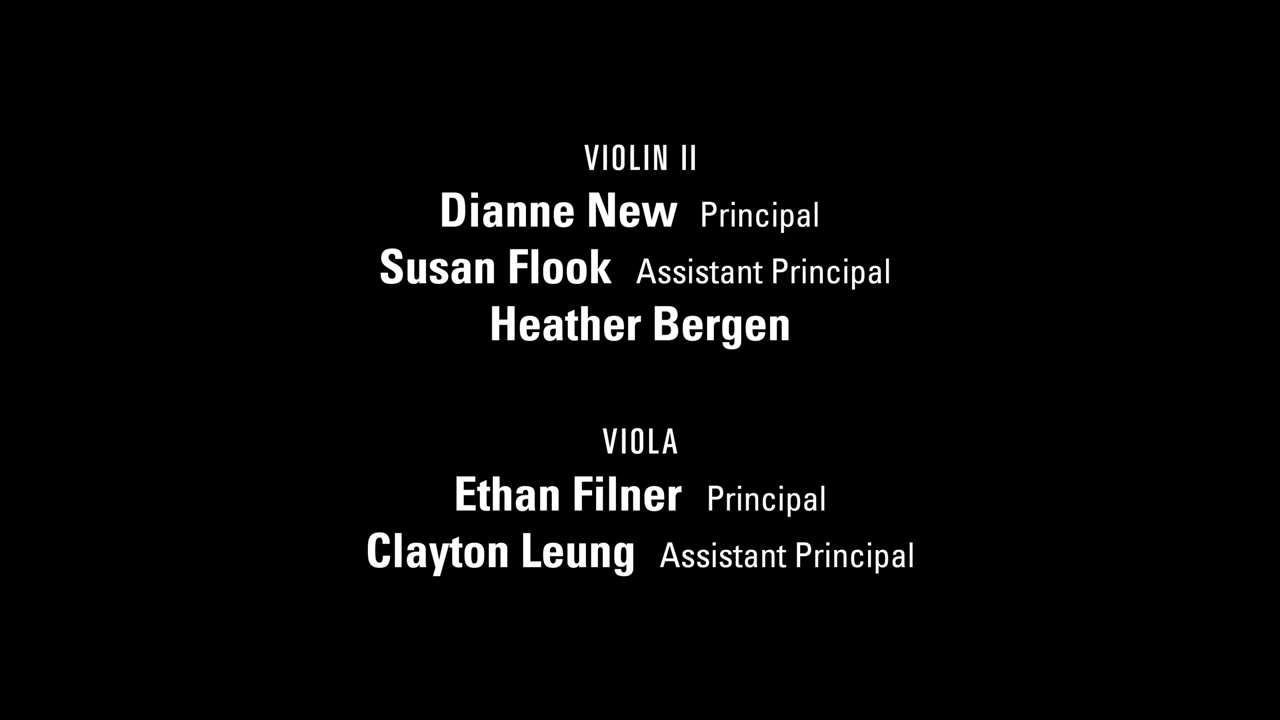 VIOLIN II
Dianne New Principal
Susan Flook Assistant Principal
Heather Bergen
VIOLA
Ethan Filner Principal
Clayton Leung Assistant Principal